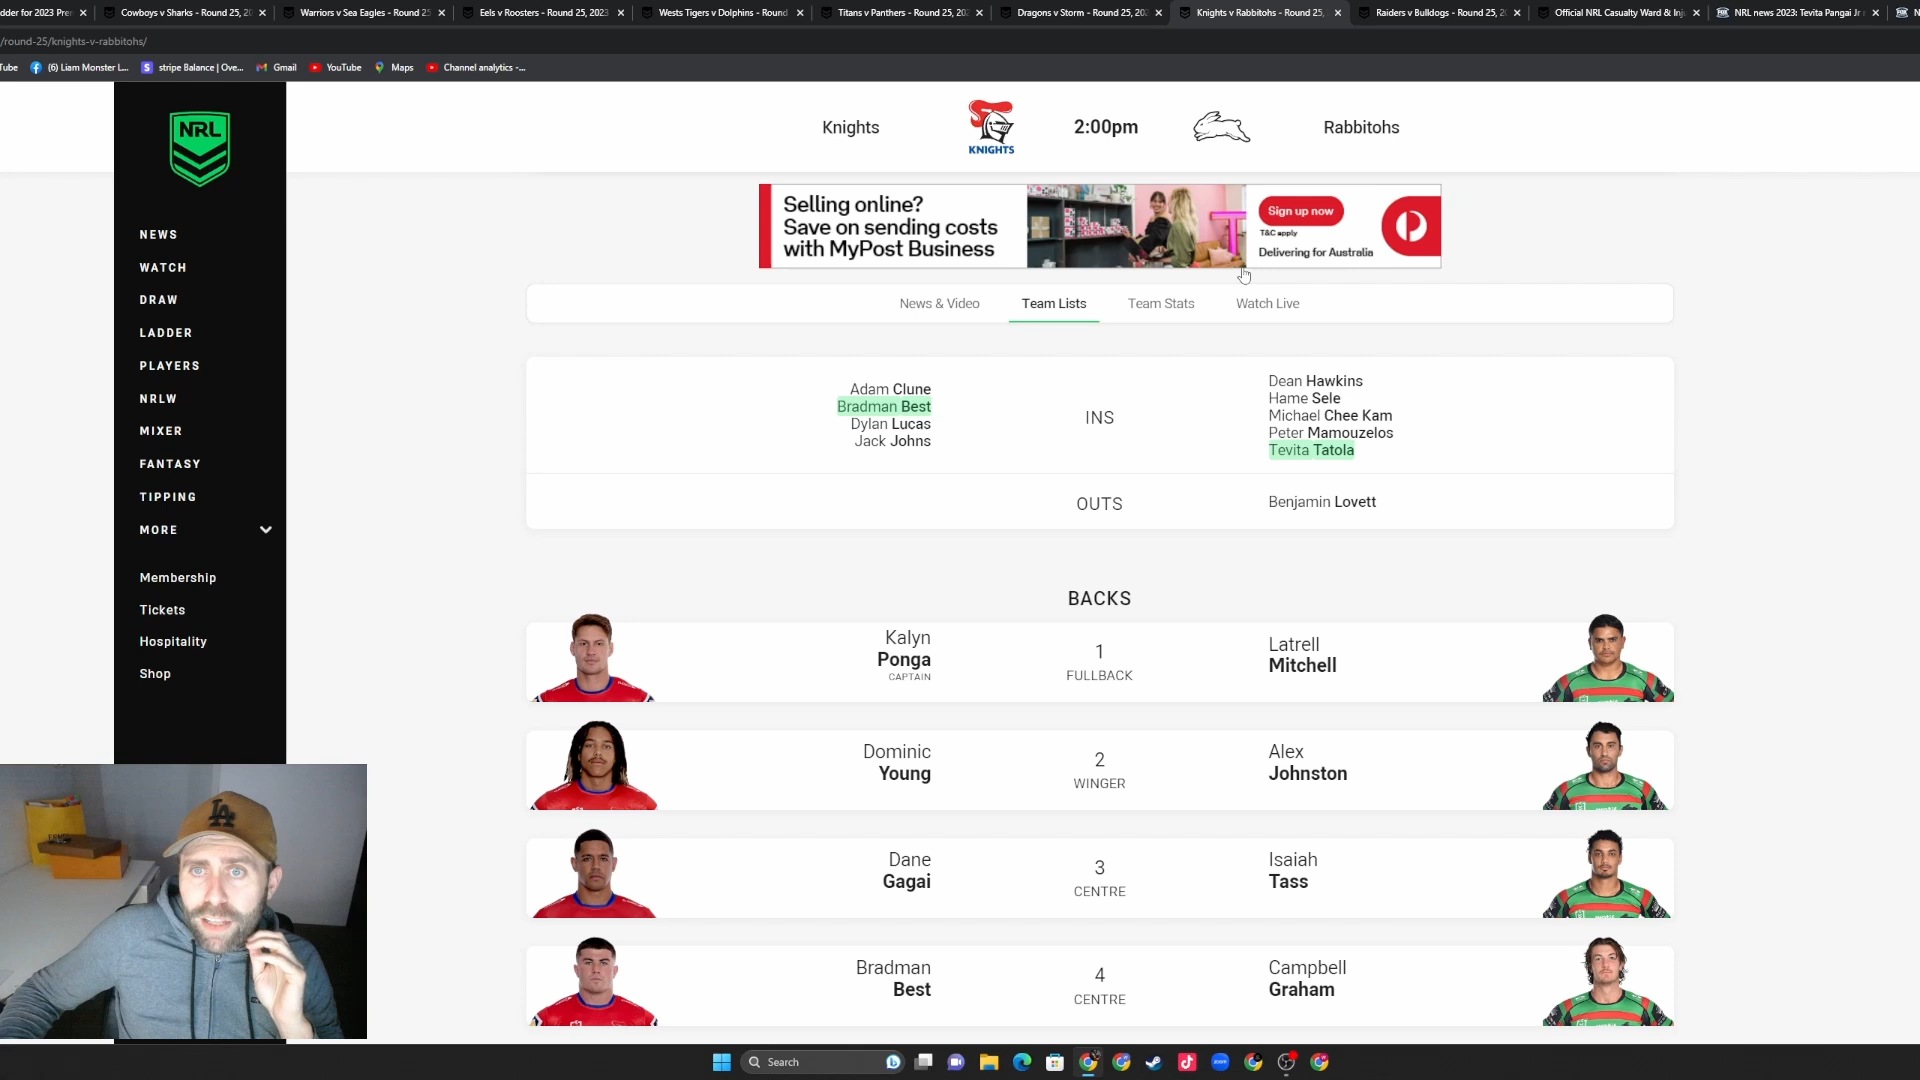 dder for 2023 Pre
Cowboys v Sharks - Round 25, 20
Warriors v Sea Eagles - Round 25
Eels v Roosters - Round 25, 2023
Wests Tigers v Dolphins - Round
Titans v Panthers - Round 25, 202
Dragons v Storm - Round 25, 20
Knights v Rabbitohs - Round 25,
Raiders v Bulldogs - Round 25, 2
Official NRL Casualty Ward & Inj
NRL news 2023: Tevita Pangai Jr
/round-25/knights-v-rabbitohs/
Tube
(6) Liam Monster L...
stripe Balance | Ove...
Gmail
YouTube
Maps
Channel analytics -...
NRL
NEWS
WATCH
DRAW
LADDER
PLAYERS
NRLW
MIXER
FANTASY
TIPPING
MORE
Membership
Tickets
Hospitality
Shop
Knights
KNIGHTS
2:00pm
Rabbitohs
Selling online?
Save on sending costs
with MyPost Business
Sign up now
T&C apply
Delivering for Australia
News & Video
Team Lists
Team Stats
Watch Live
Adam Clune
Bradman Best
Dylan Lucas
Jack Johns
INS
Dean Hawkins
Hame Sele
Michael Chee Kam
Peter Mamouzelos
Tevita Tatola
OUTS
Benjamin Lovett
BACKS
Kalyn
Ponga
CAPTAIN
1
FULLBACK
Latrell
Mitchell
Dominic
Young
2
WINGER
Alex
Johnston
Dane
Gagai
3
CENTRE
Isaiah
Tass
Bradman
Best
4
CENTRE
Campbell
Graham
LA
Search